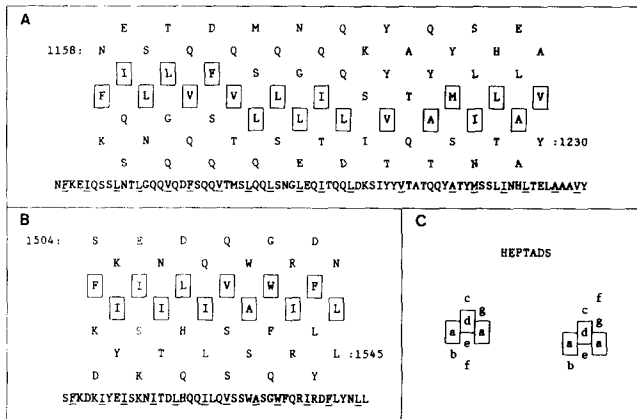 A
E T D M N Q Y Q S E
1158: N S Q Q Q Q K A Y H A
I L F S G Q Y Y L L
F L V V L I S T M L V
Q G S L L L V A I A
K N Q T S T I Q S T Y :1230
S Q Q Q E D T T N A
NFKEIQSSLNTLGQQVQDFSQQVTMSLQQLSNGLEQITQQLDKSIYYVTATQQYATYMSSLINHLTELAAAVY
B
1504: S E D Q G D
K N Q W R N
F I L V W F
I I I A I L
K S H S F L
Y T L S R L :1545
D K Q S Q Y
SFKDKIYEISKNITDLHQQILQVSSWASGWFQRIRDFLYNLL
C
HEPTADS
c f
c g
g d
d a a
a a e
e b
b
f